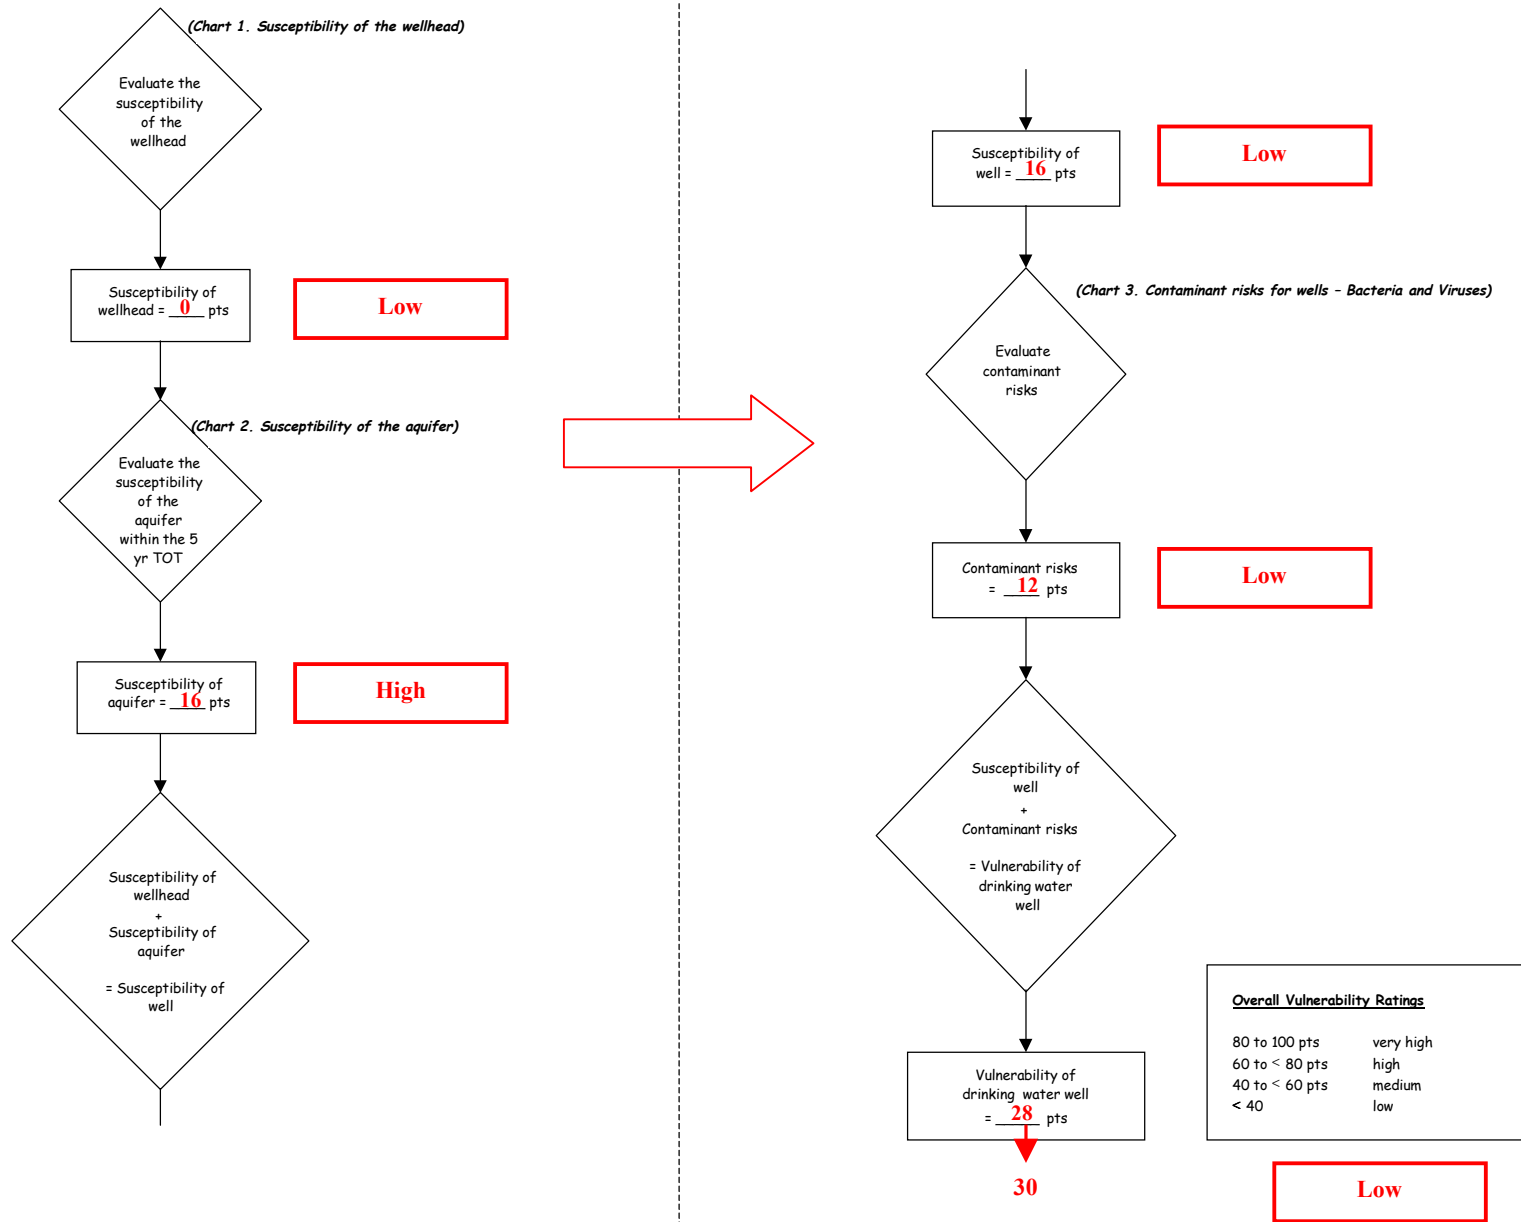 (Chart 1. Susceptibility of the wellhead)
Evaluate the
susceptibility
of the
wellhead
Susceptibility of
wellhead = 0 pts
Low
(Chart 2. Susceptibility of the aquifer)
Evaluate the
susceptibility
of the
aquifer
within the 5
yr TOT
Susceptibility of
aquifer = 16 pts
High
Susceptibility of
wellhead
+
Susceptibility of
aquifer
= Susceptibility of
well
Susceptibility of
well = 16 pts
Low
(Chart 3. Contaminant risks for wells – Bacteria and Viruses)
Evaluate
contaminant
risks
Contaminant risks
= 12 pts
Low
Susceptibility of
well
+
Contaminant risks
= Vulnerability of
drinking water
well
Vulnerability of
drinking water well
= 28 pts
30
Overall Vulnerability Ratings
80 to 100 pts very high
60 to < 80 pts high
40 to < 60 pts medium
< 40 low
Low